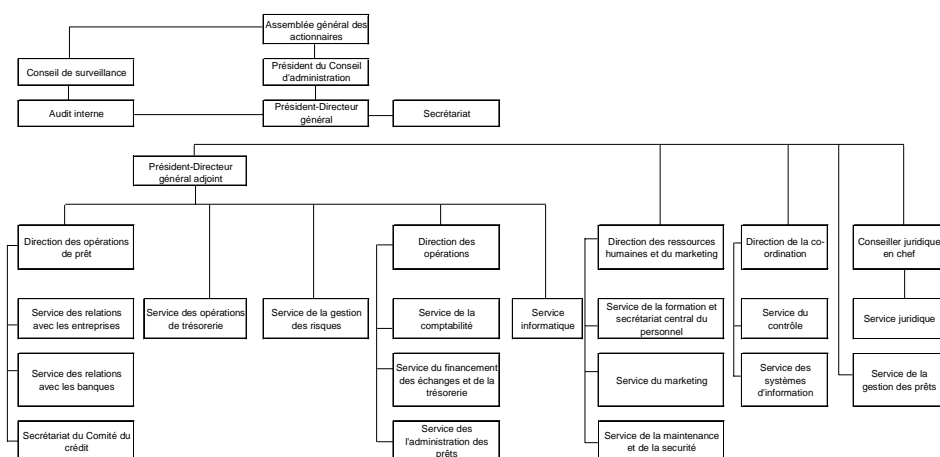 Assemblée général des
actionnaires
Conseil de surveillance
Président du Conseil
d'administration
Audit interne
Président-Directeur
général
Secrétariat
Président-Directeur
général adjoint
Direction des opérations
de prêt
Direction des
opérations
Direction des ressources
humaines et du marketing
Direction de la co-
ordination
Conseiller juridique
en chef
Service des relations
avec les entreprises
Service des opérations
de trésorerie
Service de la gestion
des risques
Service de la
comptabilité
Service
informatique
Service de la formation et
secrétariat central du
personnel
Service du
contrôle
Service juridique
Service des relations
avec les banques
Service du financement
des échanges et de la
trésorerie
Service du marketing
Service des
systèmes
d'information
Service de la
gestion des prêts
Secrétariat du Comité du
crédit
Service des
l'administration des
prêts
Service de la maintenance
et de la securité